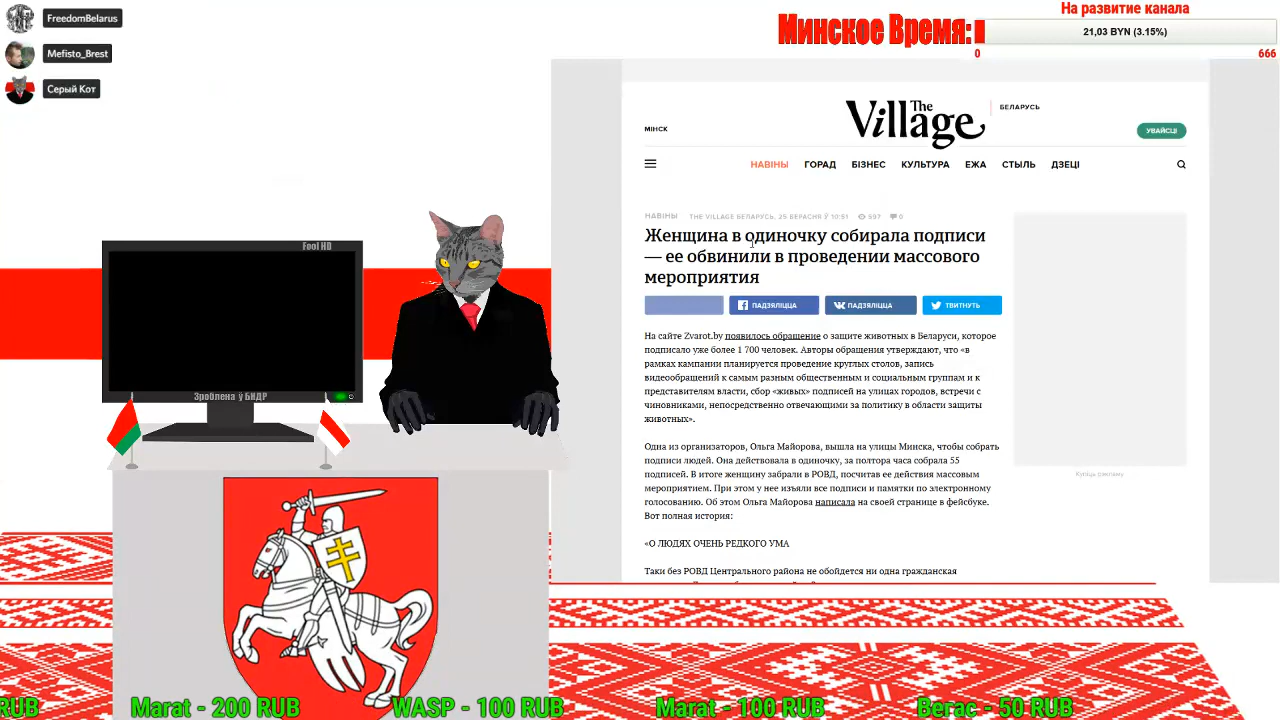 FreedomBelarus
Mefisto_Brest
Серый Кот
На развитие канала
Минское Время:
21,03 BYN (3.15%)
0
666
The Village
БЕЛАРУСЬ
МІНСК
УВАЙСЦІ
НАВІНЫ ГОРАД БІЗНЕС КУЛЬТУРА ЕЖА СТЫЛЬ ДЗЕЦІ
НАВІНЫ THE VILLAGE БЕЛАРУСЬ, 25 ВЕРАСНЯ Ў 10:51 597 0
Женщина в одиночку собирала подписи
— ее обвинили в проведении массового
мероприятия
ПАДЗЯЛІЦЦА ПАДЗЯЛІЦЦА ТВИТНУТЬ
На сайте Zvarot.by появилось обращение о защите животных в Беларуси, которое
подписало уже более 1 700 человек. Авторы обращения утверждают, что «в
рамках кампании планируется проведение круглых столов, запись
видеообращений к самым разным общественным и социальным группам и к
представителям власти, сбор «живых» подписей на улицах городов, встречи с
чиновниками, непосредственно отвечающими за политику в области защиты
животных».
Одна из организаторов, Ольга Майорова, вышла на улицы Минска, чтобы собрать
подписи людей. Она действовала в одиночку, за полтора часа собрала 55
подписей. В итоге женщину забрали в РОВД, посчитав ее действия массовым
мероприятием. При этом у нее изъяли все подписи и памятки по электронному
голосованию. Об этом Ольга Майорова написала на своей странице в фейсбуке.
Вот полная история:
«О ЛЮДЯХ ОЧЕНЬ РЕДКОГО УМА
Таки без РОВД Центрального района не обойдется ни одна гражданская
Fool HD
Зроблена ў БНДР
RUB Marat - 200 RUB WASP - 100 RUB Marat - 100 RUB Berac - 50 RUB